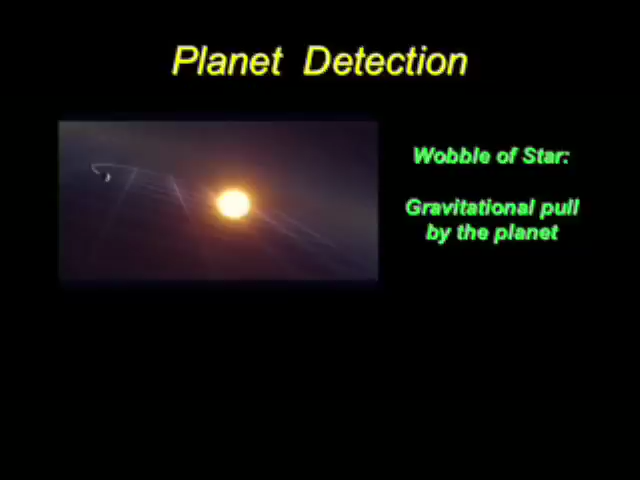 Planet Detection
Wobble of Star:
Gravitational pull
by the planet